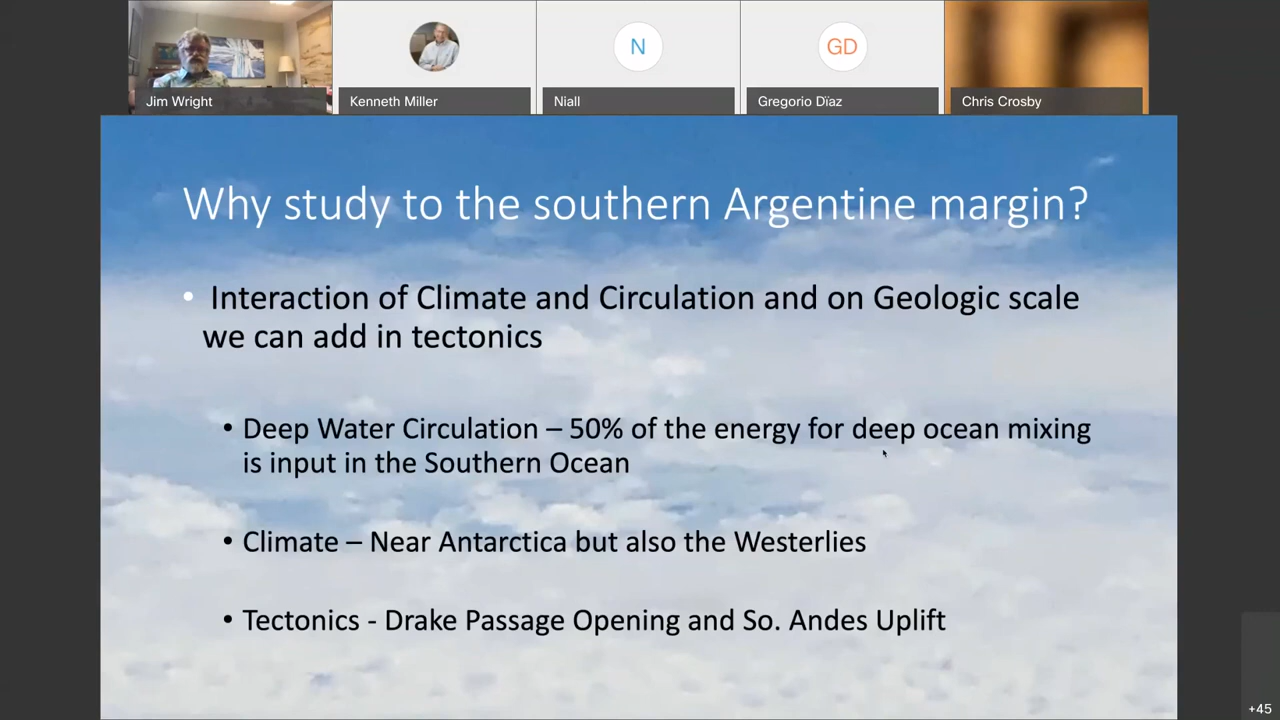 Jim Wright
Kenneth Miller
N
Niall
GD
Gregorio Dïaz
Chris Crosby
Why study to the southern Argentine margin?
• Interaction of Climate and Circulation and on Geologic scale
we can add in tectonics
• Deep Water Circulation – 50% of the energy for deep ocean mixing
is input in the Southern Ocean
• Climate – Near Antarctica but also the Westerlies
• Tectonics - Drake Passage Opening and So. Andes Uplift
+45